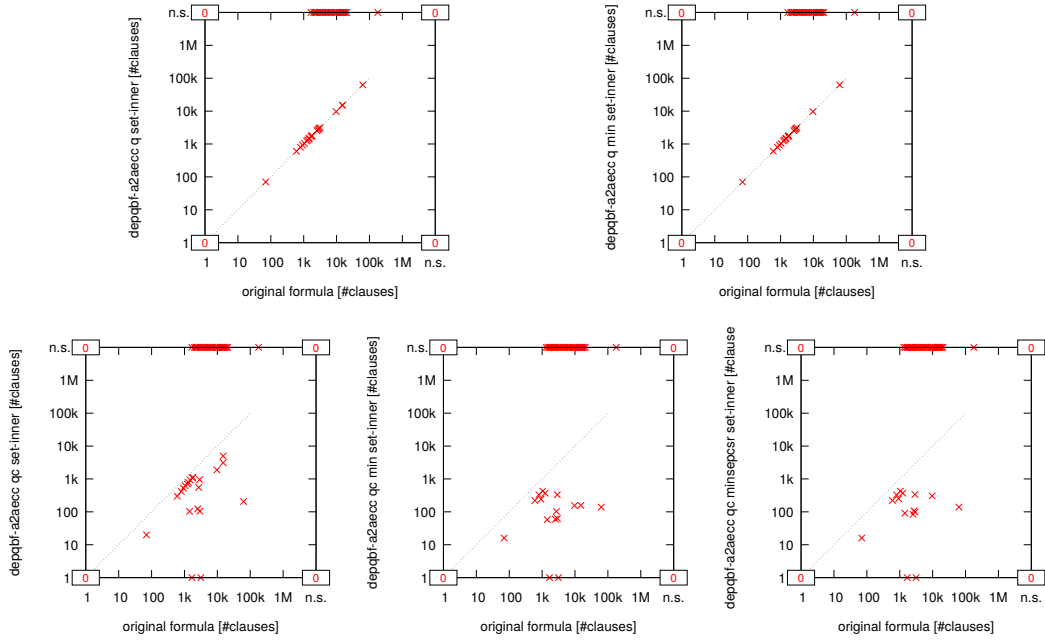 n.s. 0 0
1M
100k
10k
1k
100
10
1 0 0
1 10 100 1k 10k 100k 1M n.s.
original formula [#clauses]
depqbf-a2aecc q set-inner [#clauses]
n.s. 0 0
1M
100k
10k
1k
100
10
1 0 0
1 10 100 1k 10k 100k 1M n.s.
original formula [#clauses]
depqbf-a2aecc q min set-inner [#clauses]
n.s. 0 0
1M
100k
10k
1k
100
10
1 0 0
1 10 100 1k 10k 100k 1M n.s.
original formula [#clauses]
depqbf-a2aecc qc set-inner [#clauses]
n.s. 0 0
1M
100k
10k
1k
100
10
1 0 0
1 10 100 1k 10k 100k 1M n.s.
original formula [#clauses]
depqbf-a2aecc qc min set-inner [#clauses]
n.s. 0 0
1M
100k
10k
1k
100
10
1 0 0
1 10 100 1k 10k 100k 1M n.s.
original formula [#clauses]
depqbf-a2aecc qc minsepcsr set-inner [#clause